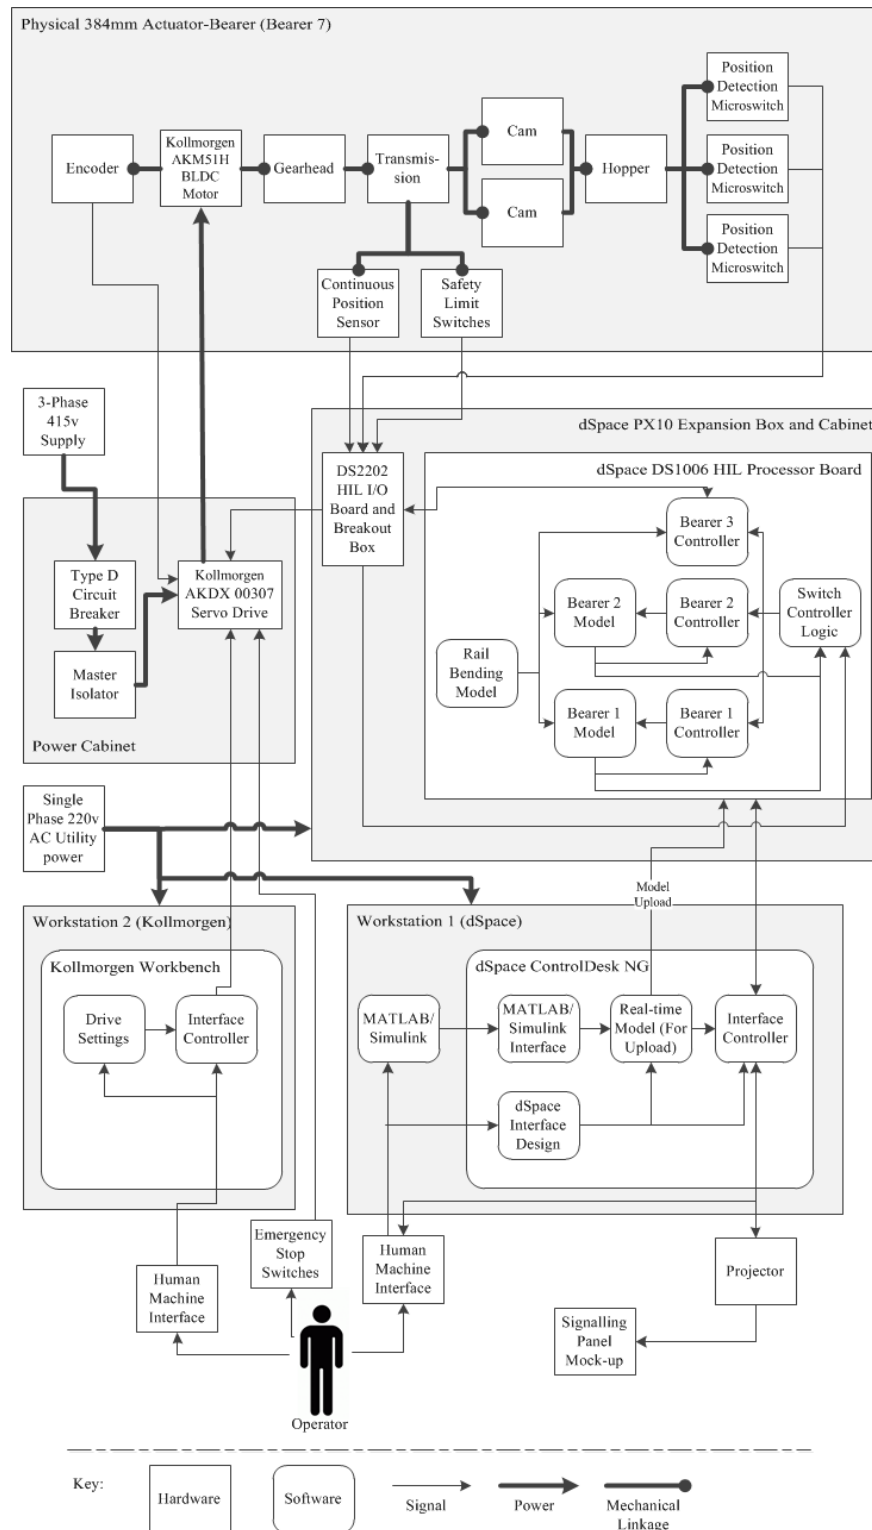 Physical 384mm Actuator-Bearer (Bearer 7)
Encoder
Kollmorgen
AKM51H
BLDC
Motor
Gearhead
Transmis-
sion
Cam
Cam
Hopper
Position
Detection
Microswitch
Position
Detection
Microswitch
Position
Detection
Microswitch
Continuous
Position
Sensor
Safety
Limit
Switches
3-Phase
415v
Supply
dSpace PX10 Expansion Box and Cabinet
DS2202
HIL I/O
Board and
Breakout
Box
dSpace DS1006 HIL Processor Board
Bearer 3
Controller
Bearer 2
Model
Bearer 2
Controller
Switch
Controller
Logic
Rail
Bending
Model
Bearer 1
Model
Bearer 1
Controller
Type D
Circuit
Breaker
Kollmorgen
AKDX 00307
Servo Drive
Master
Isolator
Power Cabinet
Single
Phase 220v
AC Utility
power
Model
Upload
Workstation 2 (Kollmorgen)
Kollmorgen Workbench
Drive
Settings
Interface
Controller
Workstation 1 (dSpace)
dSpace ControlDesk NG
MATLAB/
Simulink
MATLAB/
Simulink
Interface
Real-time
Model (For
Upload)
Interface
Controller
dSpace
Interface
Design
Human
Machine
Interface
Emergency
Stop
Switches
Human
Machine
Interface
Projector
Signalling
Panel
Mock-up
Operator
Key:
Hardware
Software
Signal
Power
Mechanical
Linkage